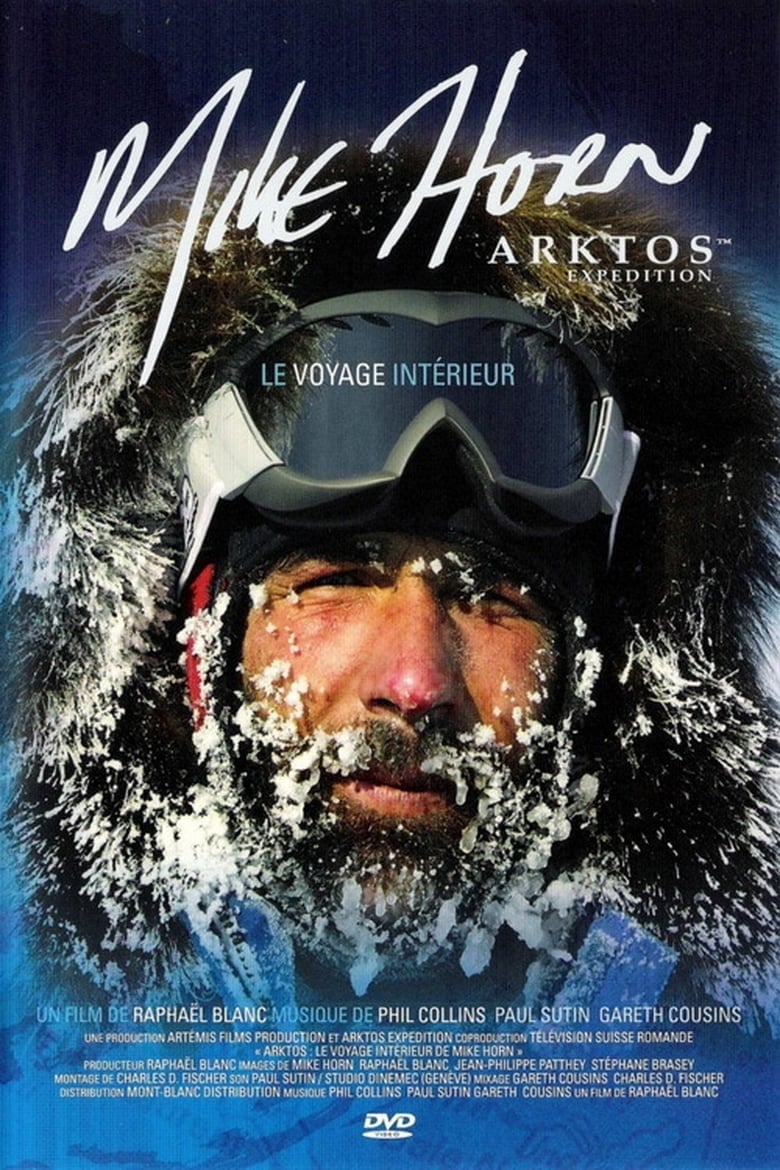 Mike Horn
ARKTOS™
EXPEDITION
LE VOYAGE INTÉRIEUR
UN FILM DE RAPHAËL BLANC MUSIQUE DE PHIL COLLINS PAUL SUTIN GARETH COUSINS
UNE PRODUCTION ARTÉMIS FILMS PRODUCTION ET ARKTOS EXPEDITION COPRODUCTION TÉLÉVISION SUISSE ROMANDE
« ARKTOS : LE VOYAGE INTÉRIEUR DE MIKE HORN »
PRODUCTEUR RAPHAËL BLANC IMAGES DE MIKE HORN RAPHAËL BLANC, JEAN-PHILIPPE PATTHEY STÉPHANE BRASEY
MONTAGE DE CHARLES D. FISCHER SON PAUL SUTIN / STUDIO DINEMEC (GENÈVE) MIXAGE GARETH COUSINS CHARLES D. FISCHER
DISTRIBUTION MONT-BLANC DISTRIBUTION MUSIQUE PHIL COLLINS PAUL SUTIN GARETH COUSINS UN FILM DE RAPHAËL BLANC
DVD
VIDEO